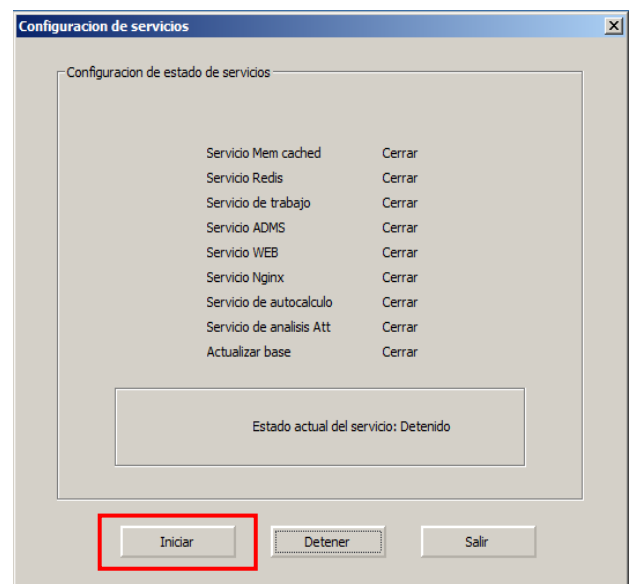 Configuracion de servicios
Configuracion de estado de servicios
Servicio Mem cached Cerrar
Servicio Redis Cerrar
Servicio de trabajo Cerrar
Servicio ADMS Cerrar
Servicio WEB Cerrar
Servicio Nginx Cerrar
Servicio de autocalculo Cerrar
Servicio de analisis Att Cerrar
Actualizar base Cerrar
Estado actual del servicio: Detenido
Iniciar Detener Salir